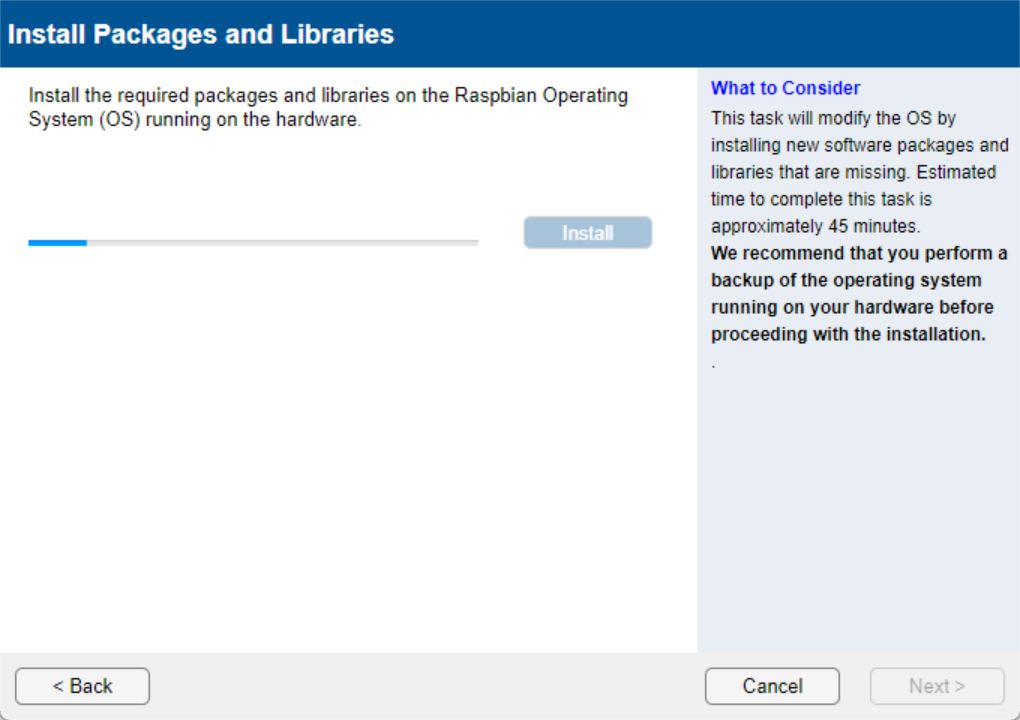 Install Packages and Libraries
Install the required packages and libraries on the Raspbian Operating
System (OS) running on the hardware.
Install
What to Consider
This task will modify the OS by
installing new software packages and
libraries that are missing. Estimated
time to complete this task is
approximately 45 minutes.
We recommend that you perform a
backup of the operating system
running on your hardware before
proceeding with the installation.
.
< Back
Cancel
Next >